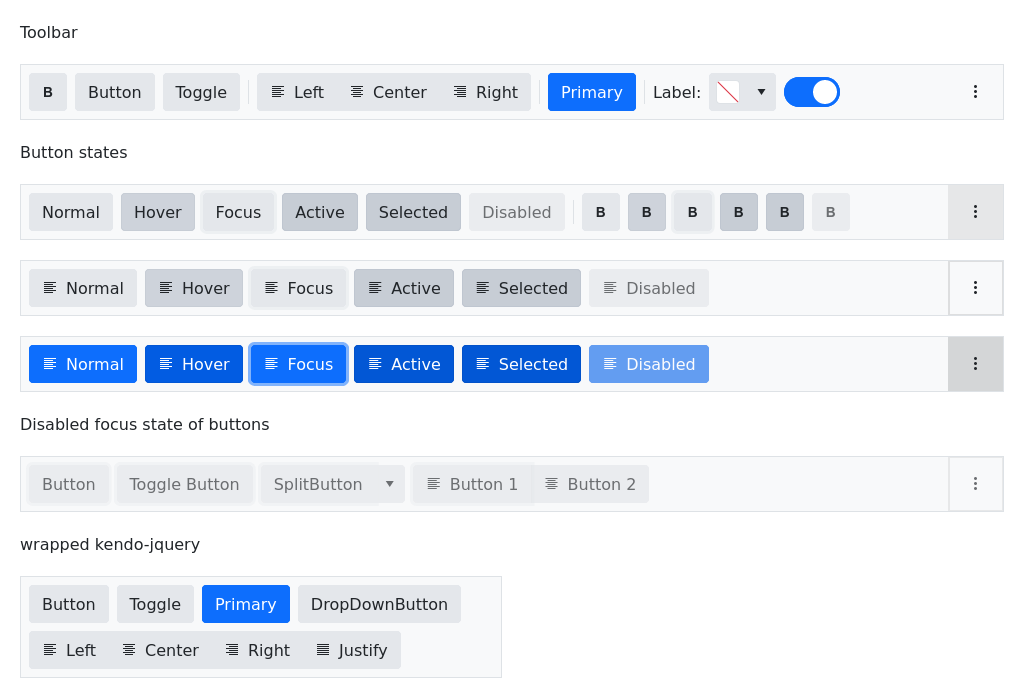 Toolbar
B Button Toggle Left Center Right Primary Label:
Button states
Normal Hover Focus Active Selected Disabled B B B B B B
Normal Hover Focus Active Selected Disabled
Normal Hover Focus Active Selected Disabled
Disabled focus state of buttons
Button Toggle Button SplitButton Button 1 Button 2
wrapped kendo-jquery
Button Toggle Primary DropDownButton
Left Center Right Justify